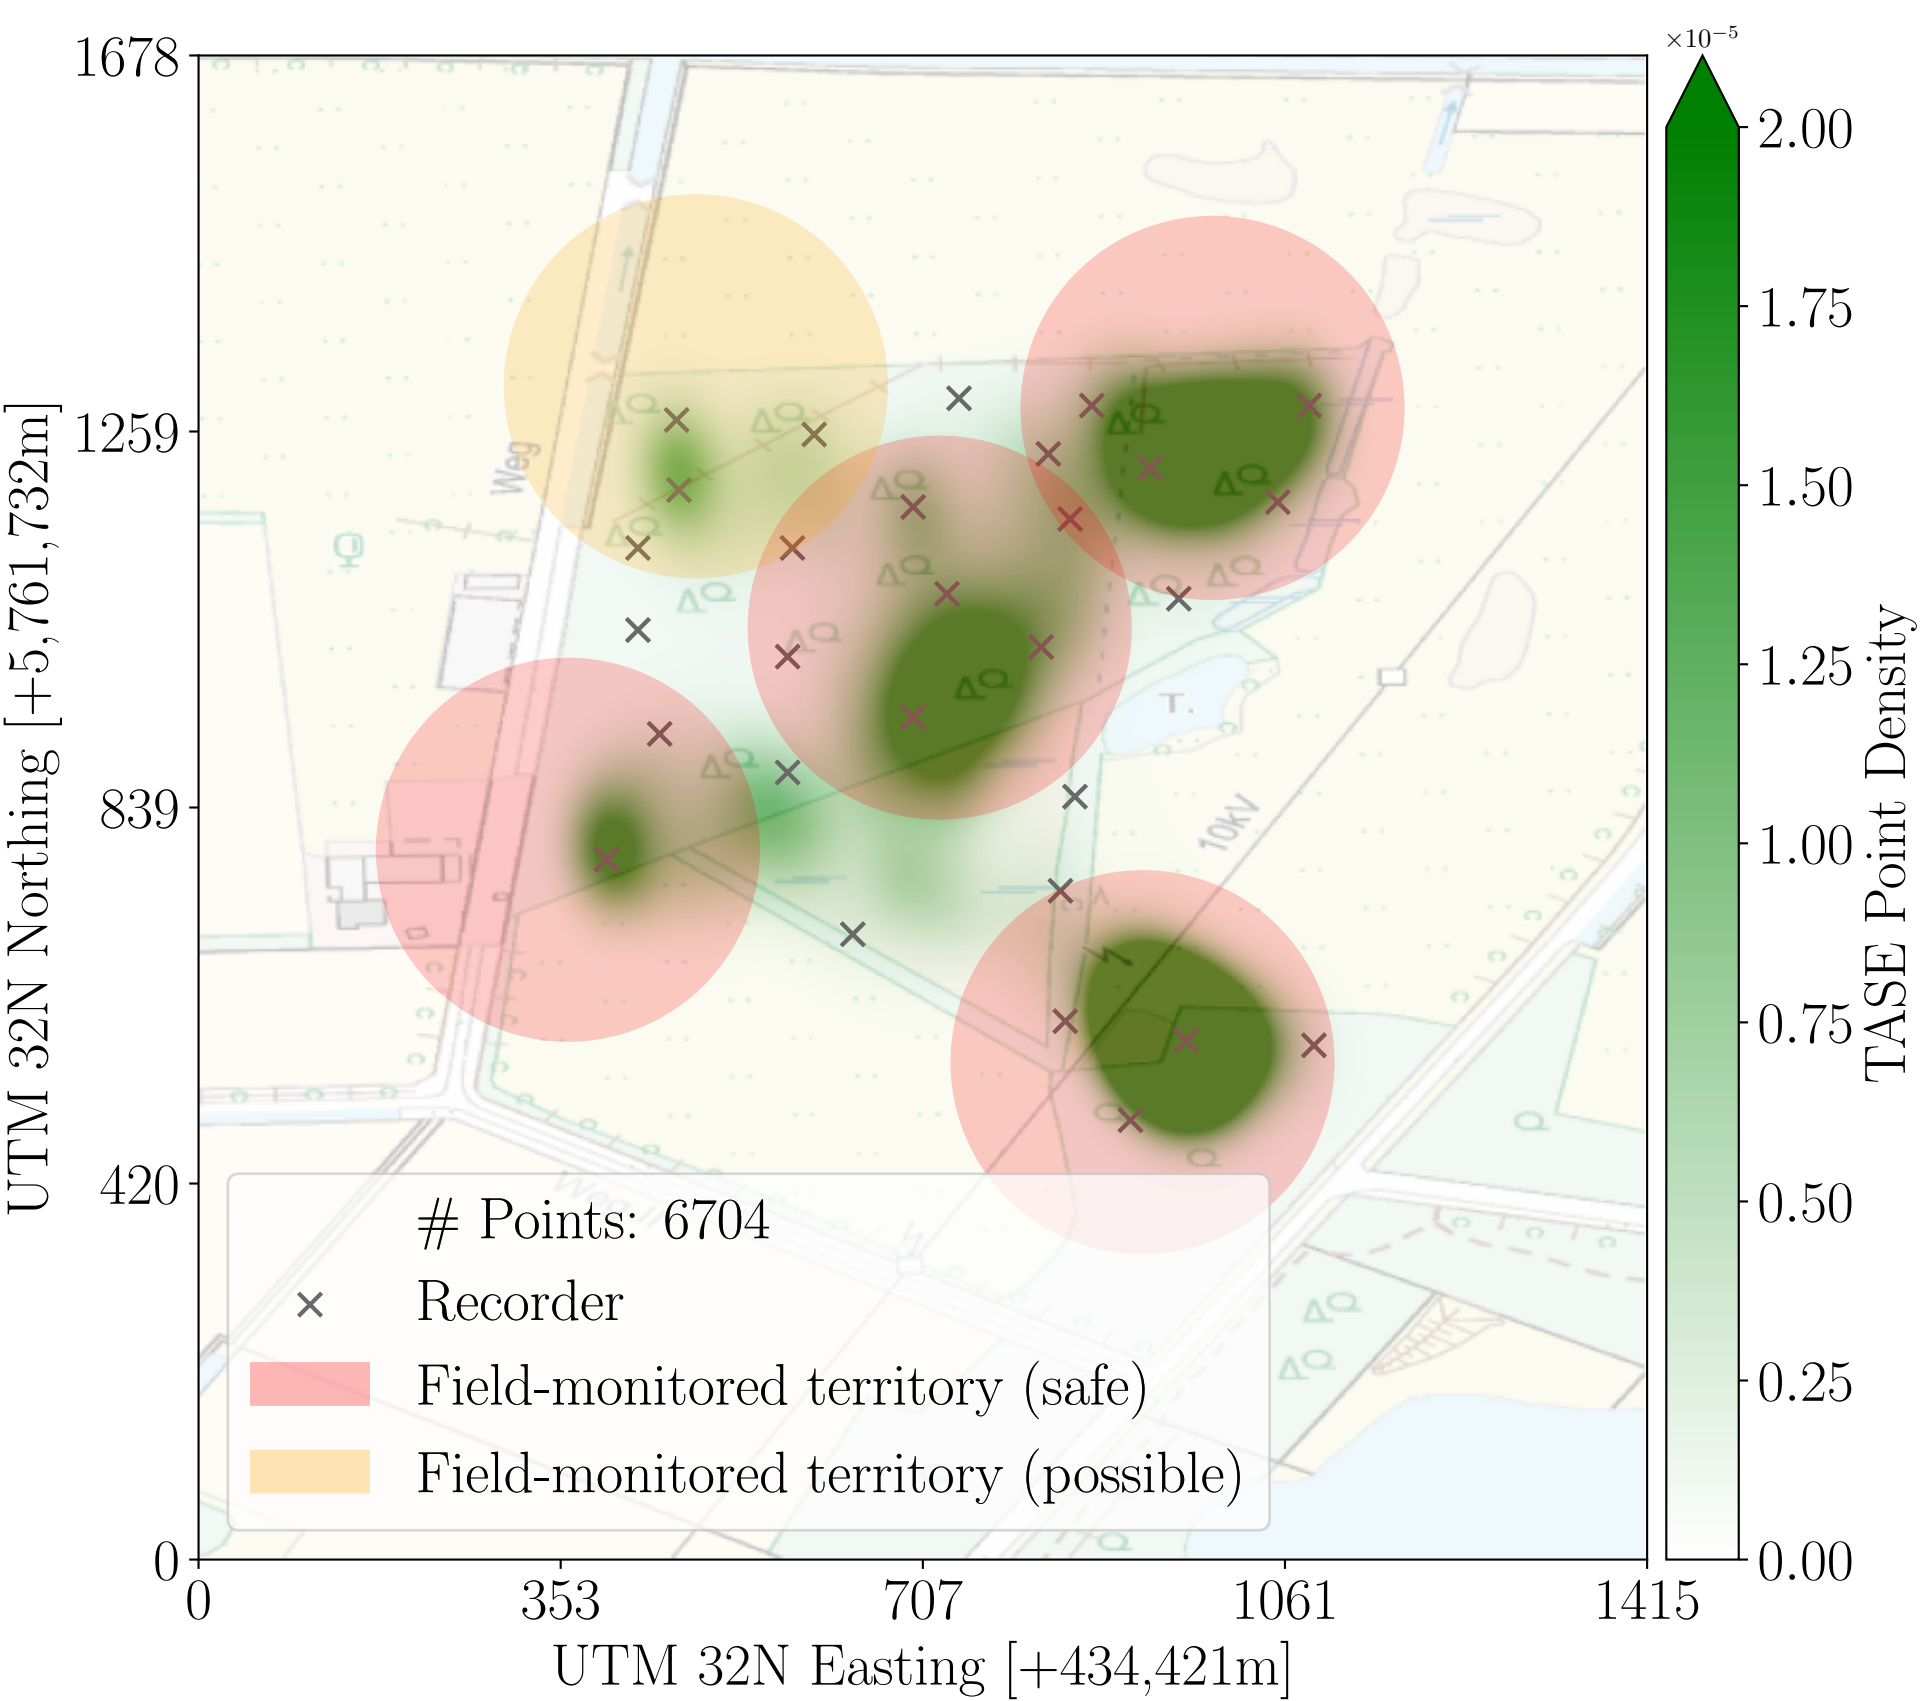 ×10⁻⁵
1678
1259
839
420
0
UTM 32N Northing [+5,761,732m]
Weg
T.
10kV
Weg
# Points: 6704
Recorder
Field-monitored territory (safe)
Field-monitored territory (possible)
0
353
707
1061
1415
UTM 32N Easting [+434,421m]
2.00
1.75
1.50
1.25
1.00
0.75
0.50
0.25
0.00
TASE Point Density